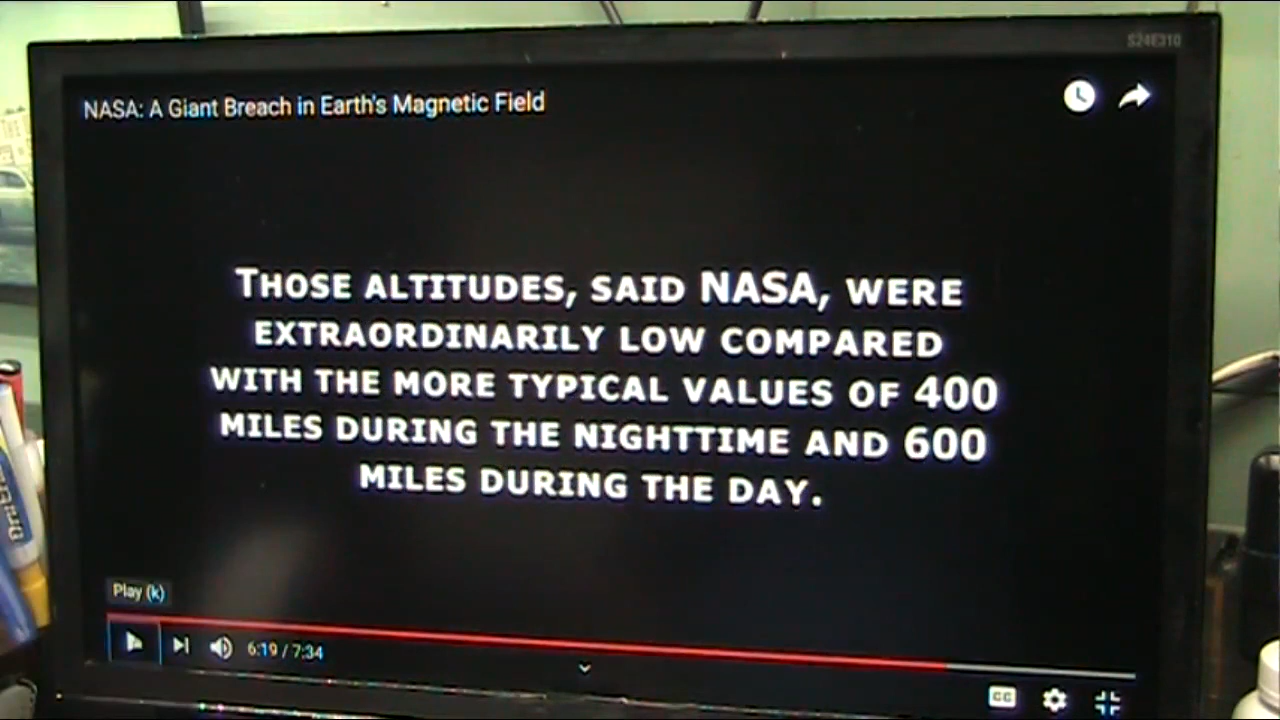 S24E310
NASA: A Giant Breach in Earth's Magnetic Field
THOSE ALTITUDES, SAID NASA, WERE
EXTRAORDINARILY LOW COMPARED
WITH THE MORE TYPICAL VALUES OF 400
MILES DURING THE NIGHTTIME AND 600
MILES DURING THE DAY.
Play (k)
6:19 / 7:34
CC
THE